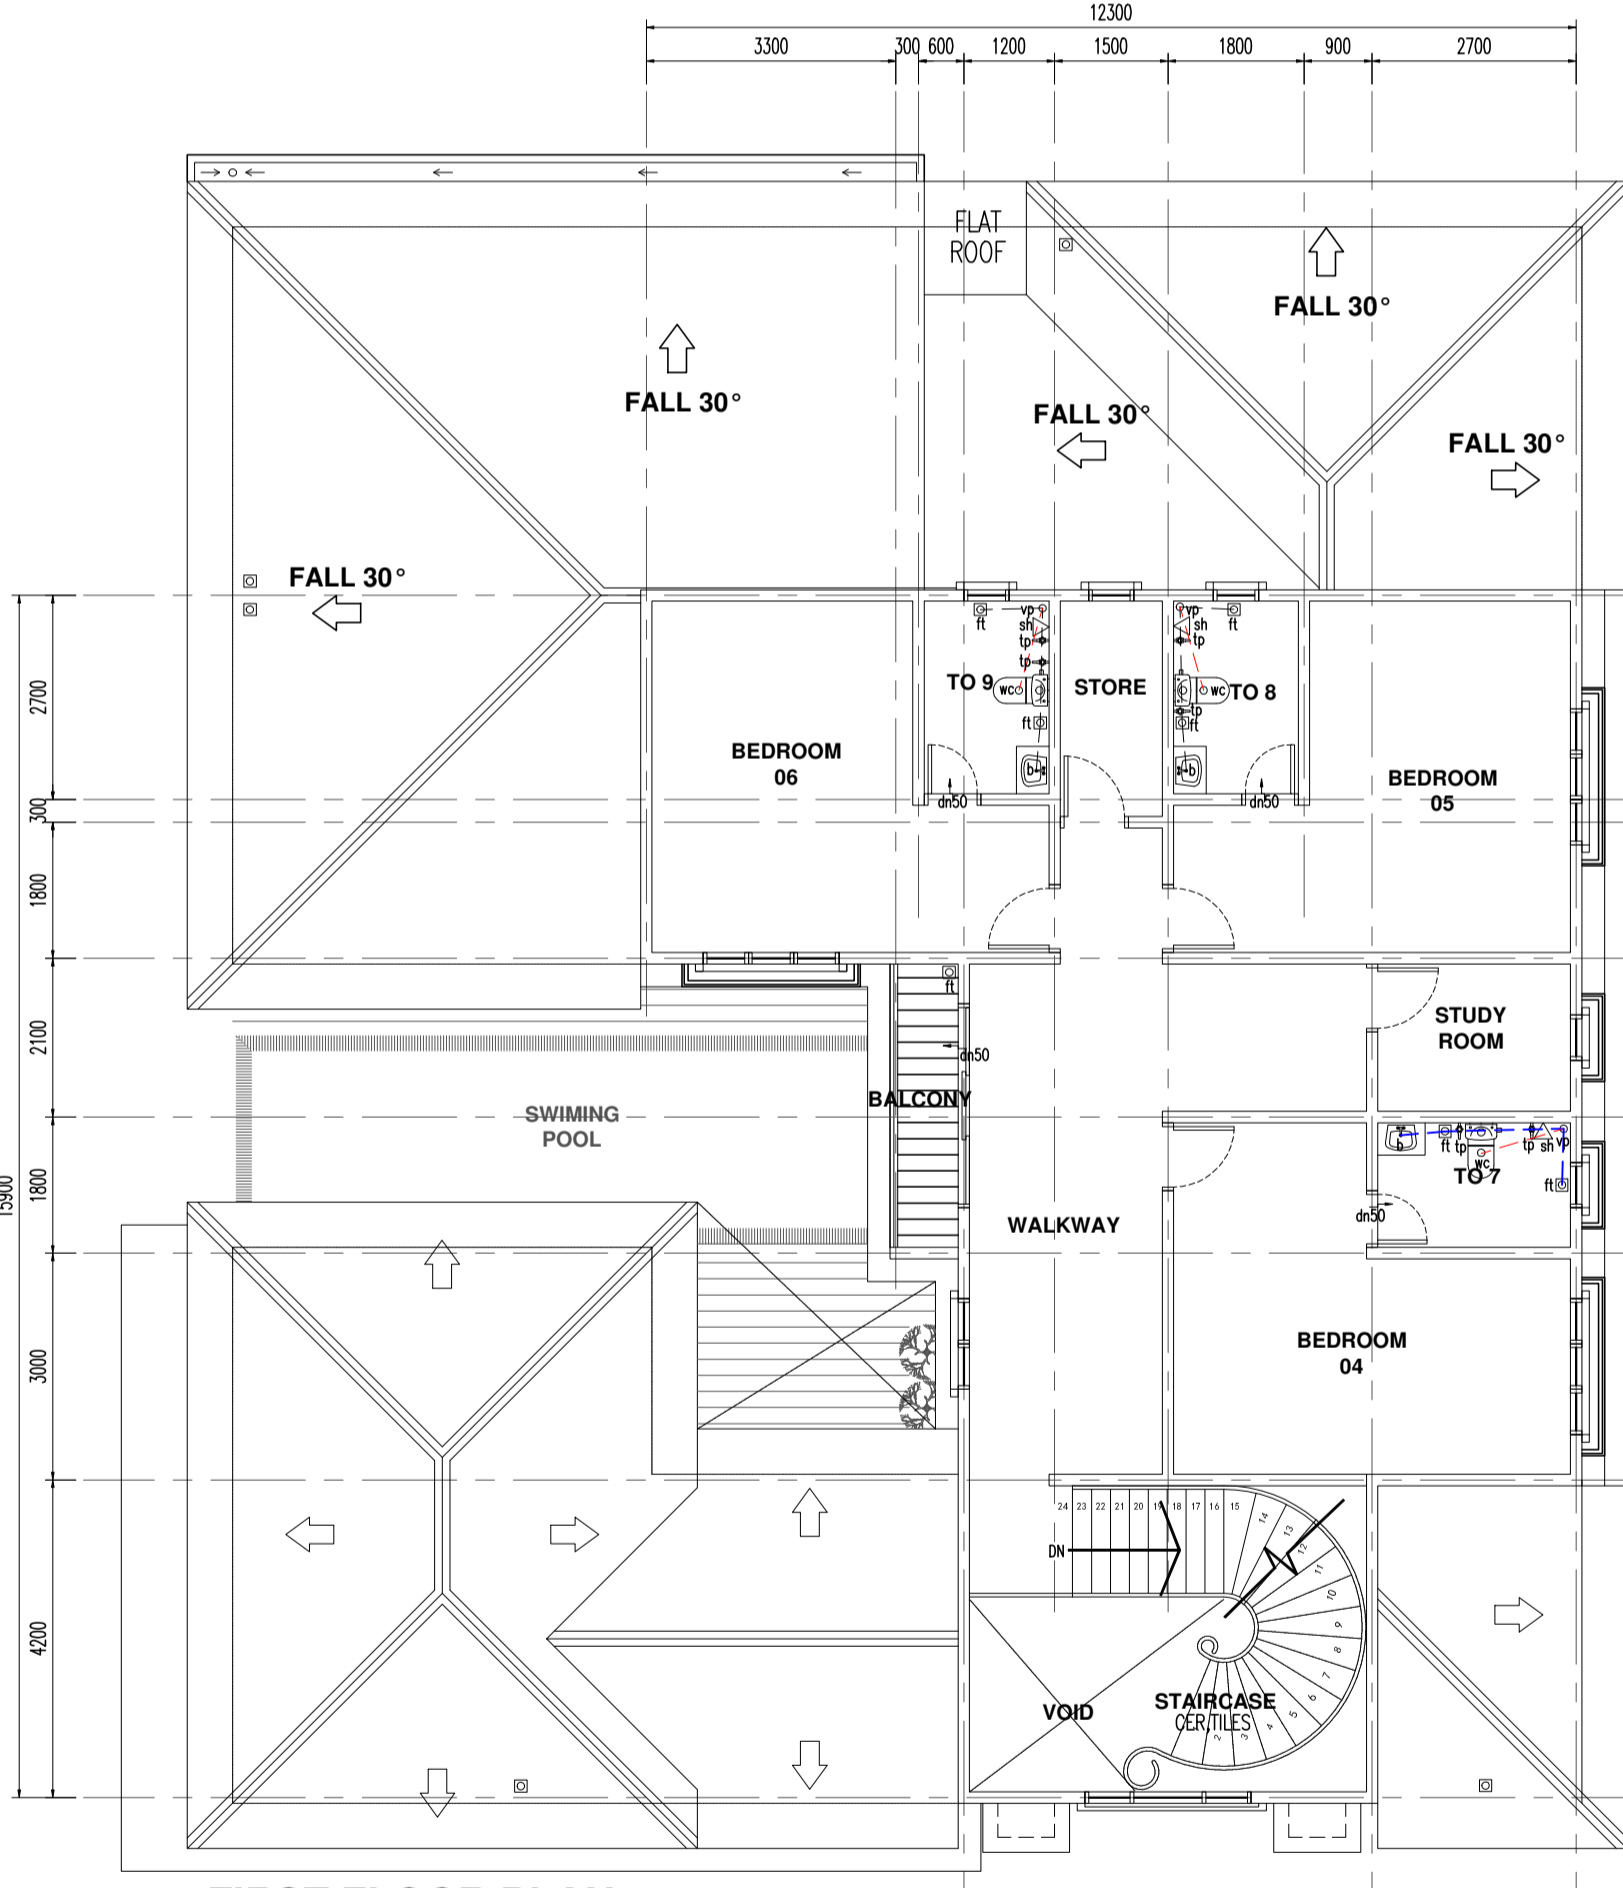 12300
3300 300 600 1200 1500 1800 900 2700
FLAT
ROOF
FALL 30°
FALL 30°
FALL 30°
FALL 30°
FALL 30°
2700
300
1800
2100
1800
3000
4200
15900
vp
ft
sh
tp
tp
TO 9
wc
ft
b
dn50
STORE
vp
sh
ft
tp
wc
TO 8
tp
ft
b
dn50
BEDROOM
06
BEDROOM
05
ft
dn50
STUDY
ROOM
BALCONY
SWIMING
POOL
b
ft
tp
wc
tp
sh
vp
TO 7
ft
dn50
WALKWAY
BEDROOM
04
24 23 22 21 20 19 18 17 16 15
14
13
12
11
10
9
8
7
6
5
4
3
2
DN
VOID
STAIRCASE
CER.TILES